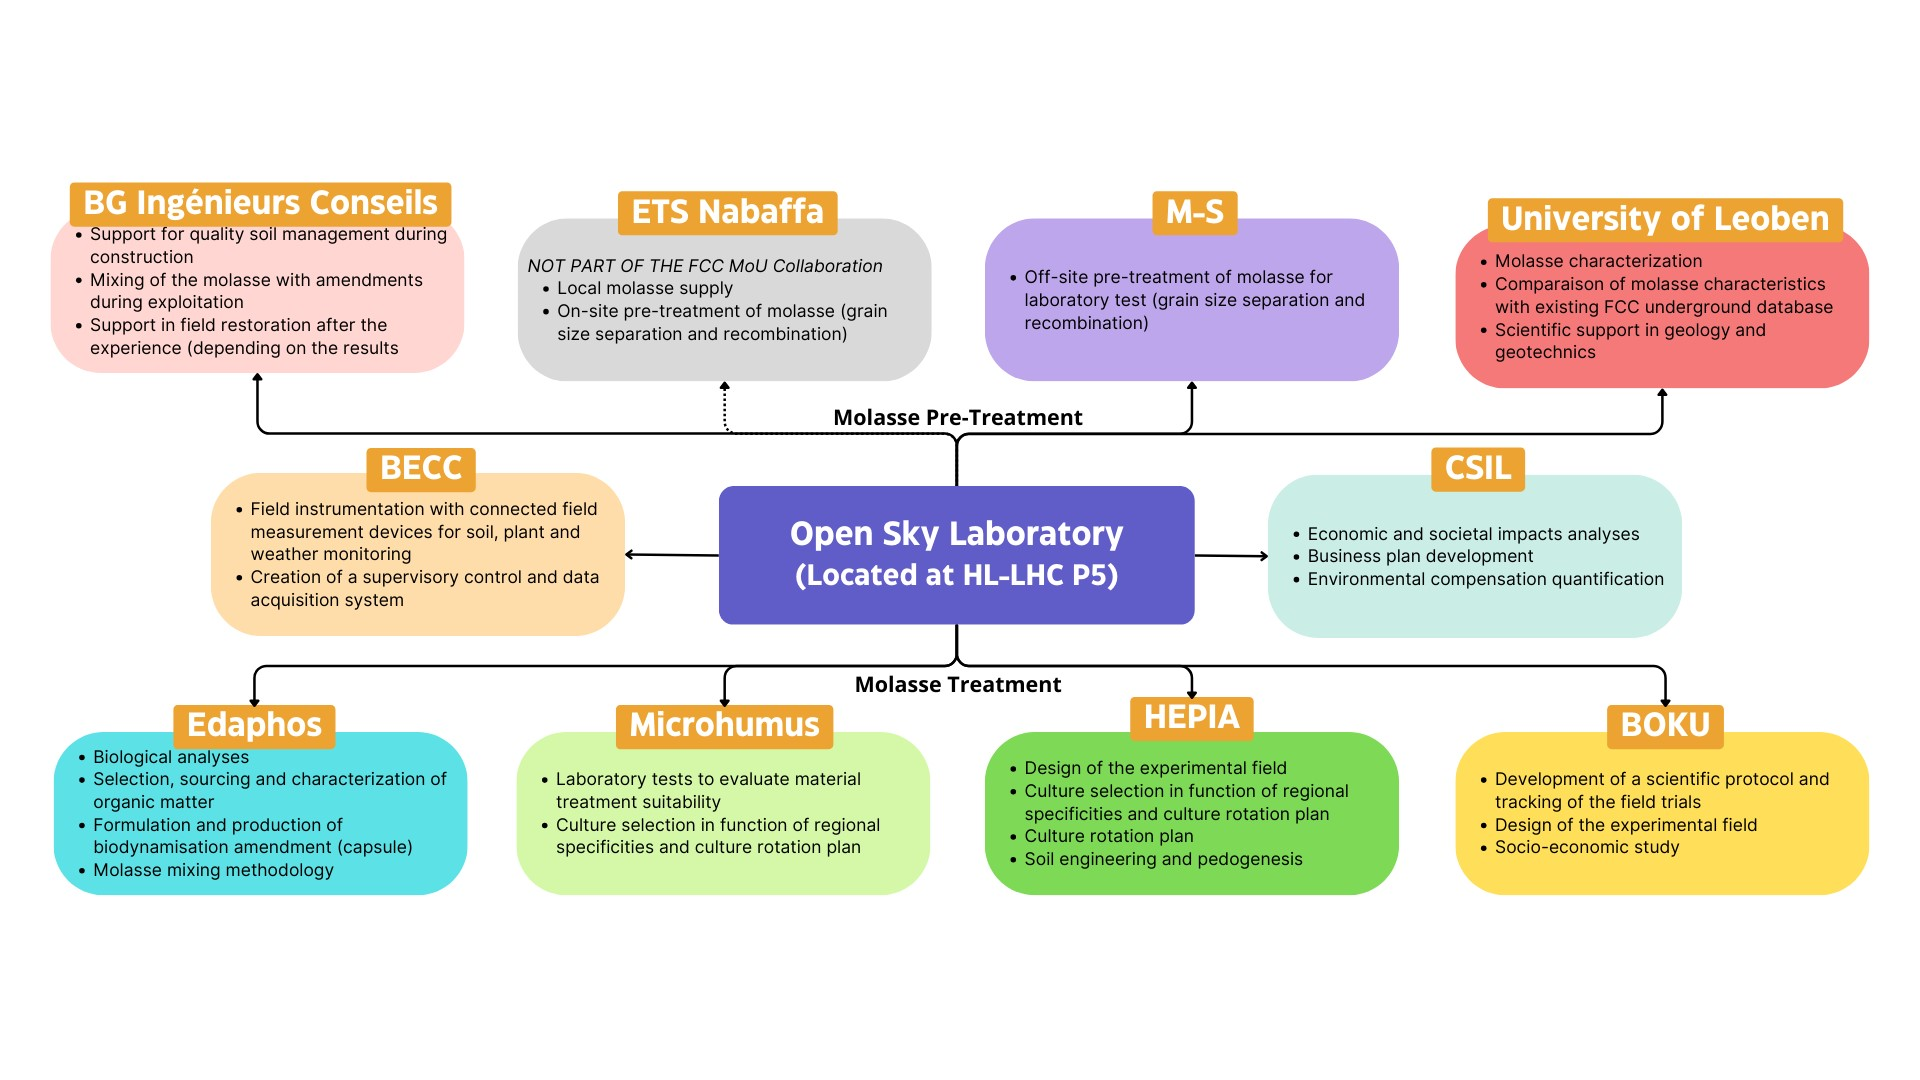 BG Ingénieurs Conseils
• Support for quality soil management during
construction
• Mixing of the molasse with amendments
during exploitation
• Support in field restoration after the
experience (depending on the results
ETS Nabaffa
NOT PART OF THE FCC MoU Collaboration
• Local molasse supply
• On-site pre-treatment of molasse (grain
size separation and recombination)
M-S
• Off-site pre-treatment of molasse for
laboratory test (grain size separation and
recombination)
University of Leoben
• Molasse characterization
• Comparaison of molasse characteristics
with existing FCC underground database
• Scientific support in geology and
geotechnics
Molasse Pre-Treatment
BECC
• Field instrumentation with connected field
measurement devices for soil, plant and
weather monitoring
• Creation of a supervisory control and data
acquisition system
Open Sky Laboratory
(Located at HL-LHC P5)
CSIL
• Economic and societal impacts analyses
• Business plan development
• Environmental compensation quantification
Molasse Treatment
Edaphos
• Biological analyses
• Selection, sourcing and characterization of
organic matter
• Formulation and production of
biodynamisation amendment (capsule)
• Molasse mixing methodology
Microhumus
• Laboratory tests to evaluate material
treatment suitability
• Culture selection in function of regional
specificities and culture rotation plan
HEPIA
• Design of the experimental field
• Culture selection in function of regional
specificities and culture rotation plan
• Culture rotation plan
• Soil engineering and pedogenesis
BOKU
• Development of a scientific protocol and
tracking of the field trials
• Design of the experimental field
• Socio-economic study